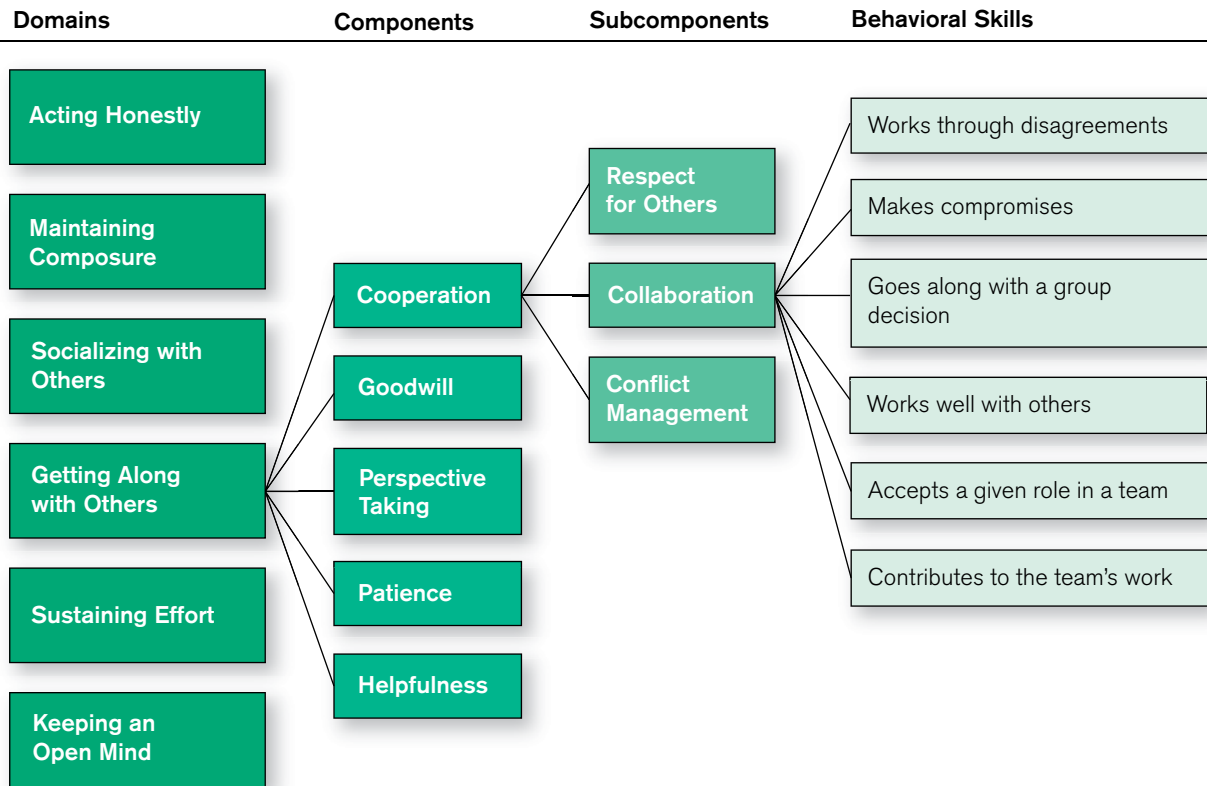 Domains
Components
Subcomponents
Behavioral Skills
Acting Honestly
Maintaining
Composure
Socializing with
Others
Getting Along
with Others
Sustaining Effort
Keeping an
Open Mind
Cooperation
Goodwill
Perspective
Taking
Patience
Helpfulness
Respect
for Others
Collaboration
Conflict
Management
Works through disagreements
Makes compromises
Goes along with a group
decision
Works well with others
Accepts a given role in a team
Contributes to the team’s work